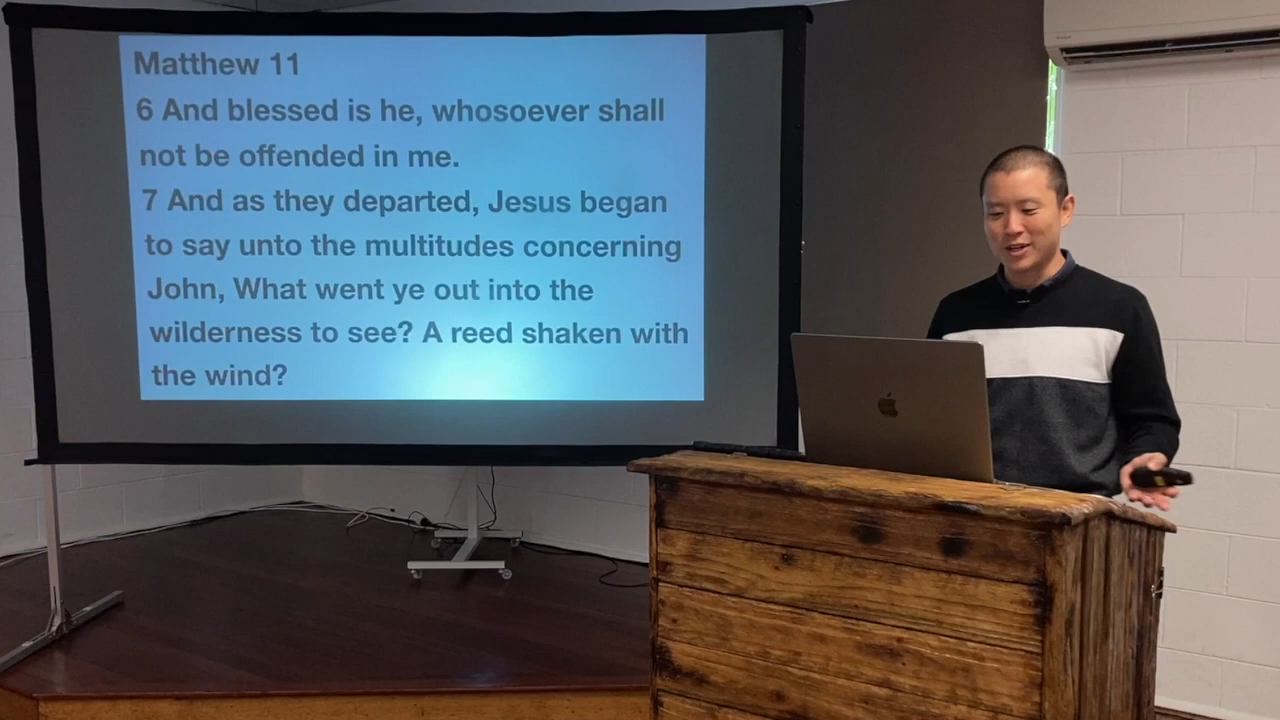 Matthew 11
6 And blessed is he, whosoever shall
not be offended in me.
7 And as they departed, Jesus began
to say unto the multitudes concerning
John, What went ye out into the
wilderness to see? A reed shaken with
the wind?